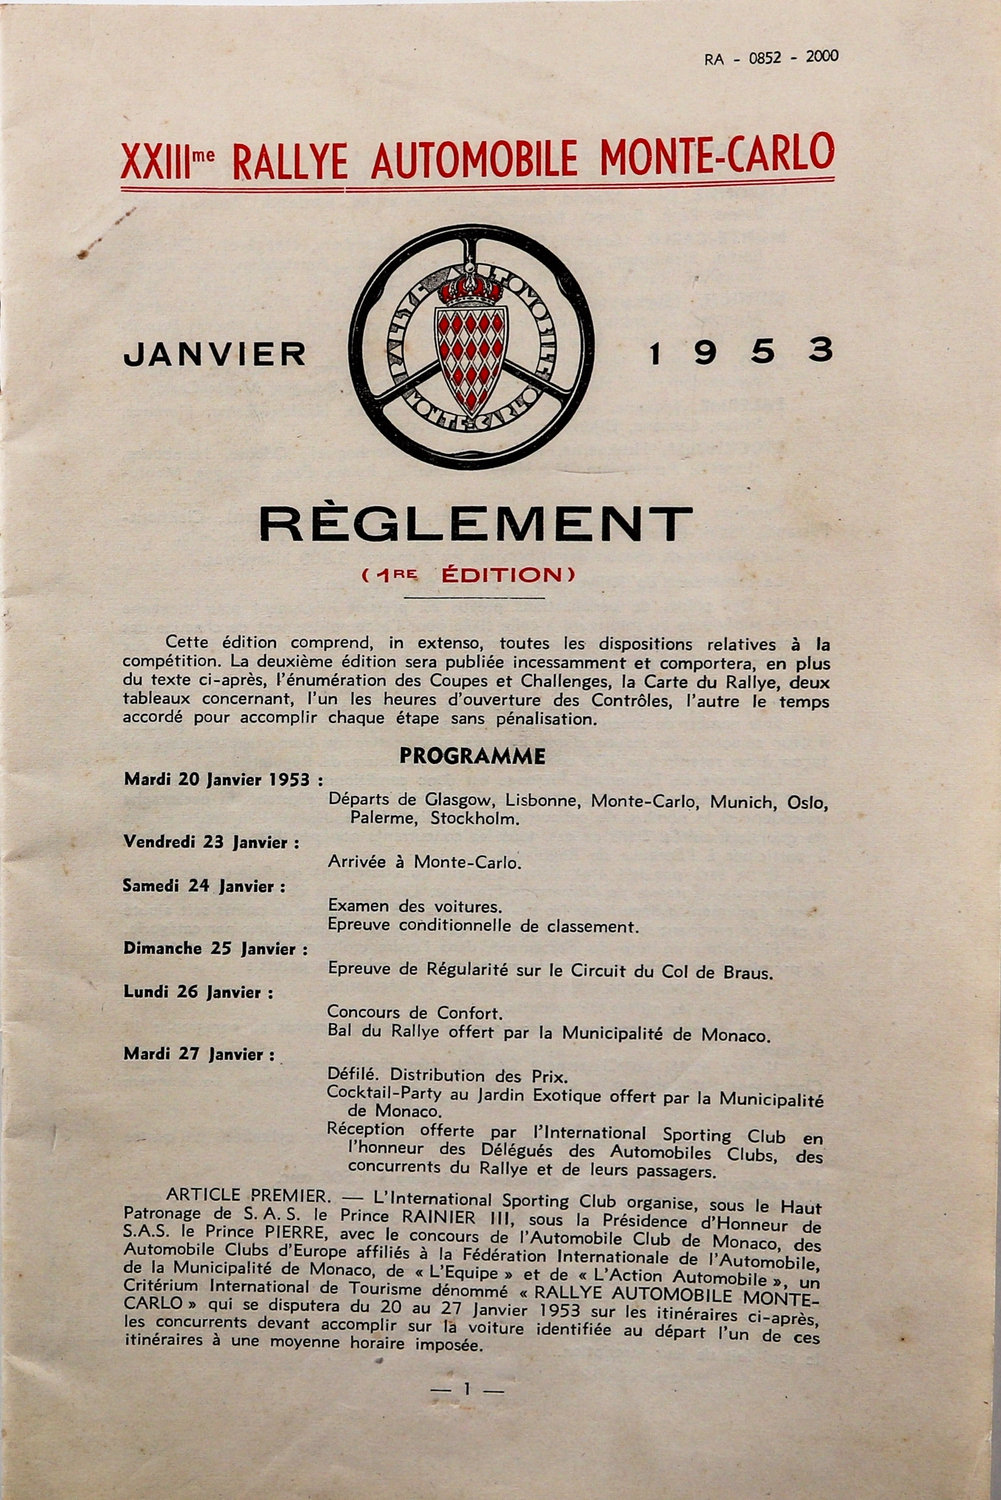 RA - 0852 - 2000
XXIIIme RALLYE AUTOMOBILE MONTE-CARLO
RALLYE AUTOMOBILE
MONTE-CARLO
JANVIER 1953
RÈGLEMENT
(1RE ÉDITION)
Cette édition comprend, in extenso, toutes les dispositions relatives à la
compétition. La deuxième édition sera publiée incessamment et comportera, en plus
du texte ci-après, l'énumération des Coupes et Challenges, la Carte du Rallye, deux
tableaux concernant, l'un les heures d'ouverture des Contrôles, l'autre le temps
accordé pour accomplir chaque étape sans pénalisation.
PROGRAMME
Mardi 20 Janvier 1953 :
Départs de Glasgow, Lisbonne, Monte-Carlo, Munich, Oslo,
Palerme, Stockholm.
Vendredi 23 Janvier :
Arrivée à Monte-Carlo.
Samedi 24 Janvier :
Examen des voitures.
Epreuve conditionnelle de classement.
Dimanche 25 Janvier :
Epreuve de Régularité sur le Circuit du Col de Braus.
Lundi 26 Janvier :
Concours de Confort.
Bal du Rallye offert par la Municipalité de Monaco.
Mardi 27 Janvier :
Défilé. Distribution des Prix.
Cocktail-Party au Jardin Exotique offert par la Municipalité
de Monaco.
Réception offerte par l'International Sporting Club en
l'honneur des Délégués des Automobiles Clubs, des
concurrents du Rallye et de leurs passagers.
ARTICLE PREMIER. — L'International Sporting Club organise, sous le Haut
Patronage de S. A. S. le Prince RAINIER III, sous la Présidence d'Honneur de
S.A.S. le Prince PIERRE, avec le concours de l'Automobile Club de Monaco, des
Automobile Clubs d'Europe affiliés à la Fédération Internationale de l'Automobile,
de la Municipalité de Monaco, de « L'Equipe » et de « L'Action Automobile », un
Critérium International de Tourisme dénommé « RALLYE AUTOMOBILE MONTE-
CARLO » qui se disputera du 20 au 27 Janvier 1953 sur les itinéraires ci-après,
les concurrents devant accomplir sur la voiture identifiée au départ l'un de ces
itinéraires à une moyenne horaire imposée.
— 1 —